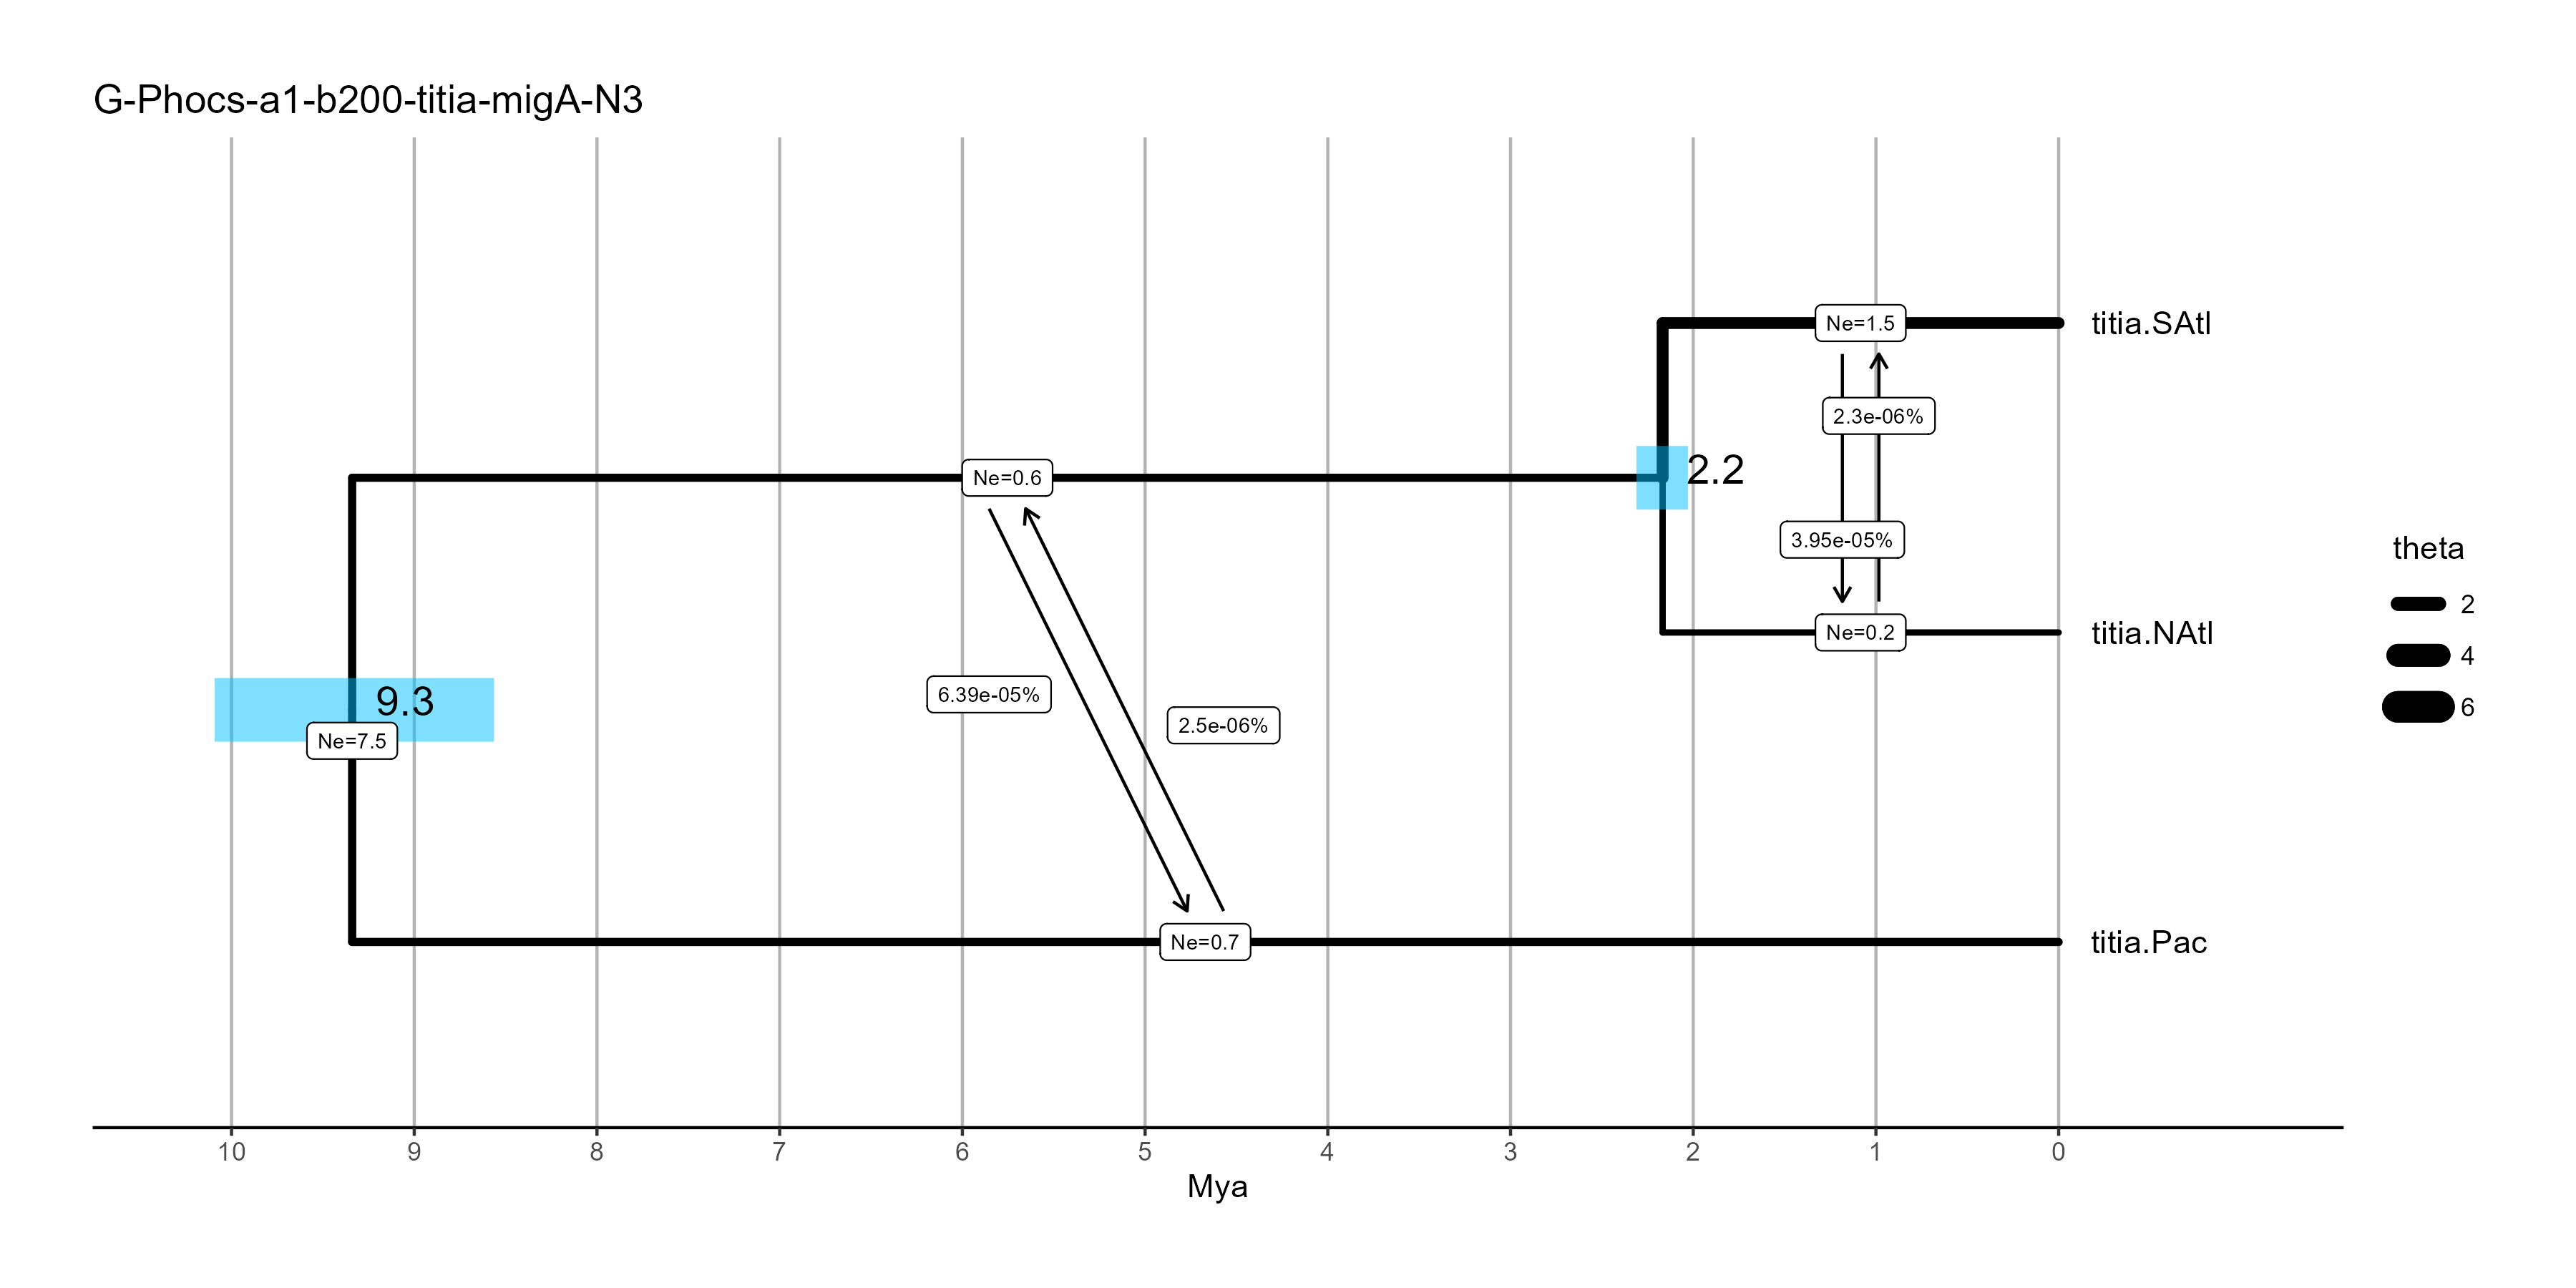 G-Phocs-a1-b200-titia-migA-N3
Ne=1.5
titia.SAtl
2.3e-06%
Ne=0.6
2.2
3.95e-05%
theta
2
4
6
Ne=0.2
titia.NAtl
9.3
6.39e-05%
2.5e-06%
Ne=7.5
Ne=0.7
titia.Pac
10 9 8 7 6 5 4 3 2 1 0
Mya